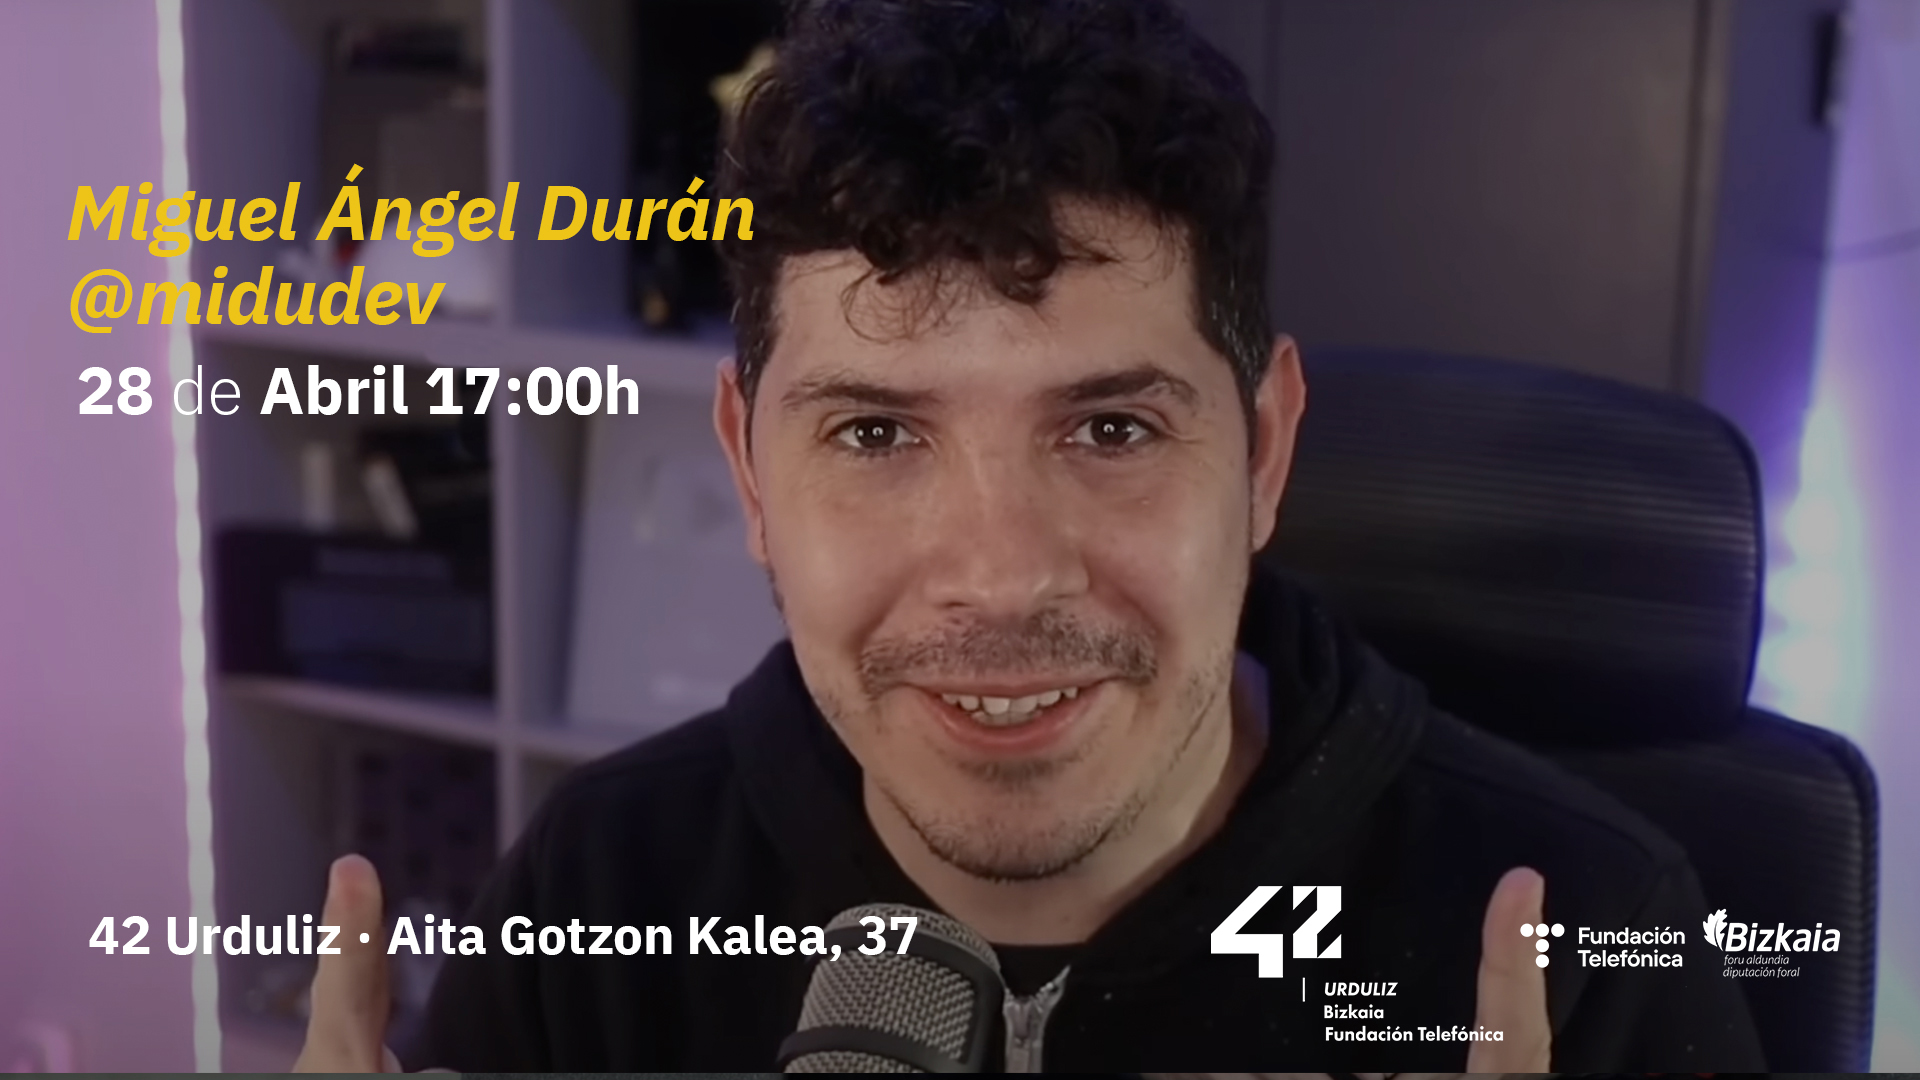 Miguel Ángel Durán
@midudev
28 de Abril 17:00h
42 Urduliz · Aita Gotzon Kalea, 37
42
URDULIZ
Bizkaia
Fundación Telefónica
Fundación
Telefónica
Bizkaia
foru aldundia
diputación foral